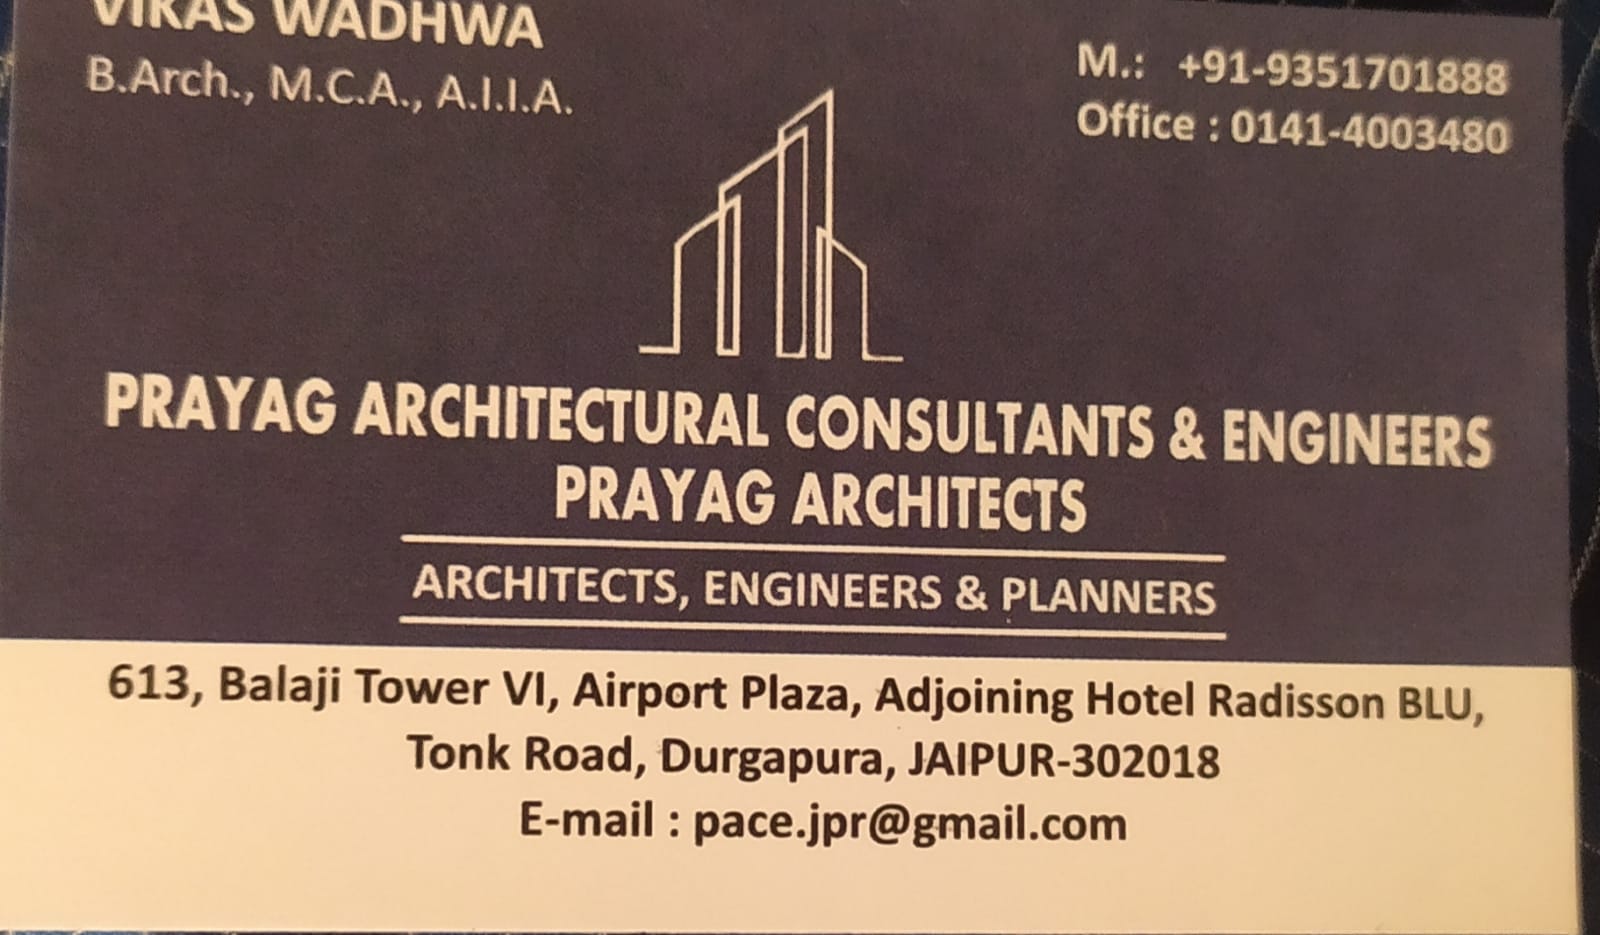 VIKAS WADHWA
B.Arch., M.C.A., A.I.I.A.
M.: +91-9351701888
Office : 0141-4003480
PRAYAG ARCHITECTURAL CONSULTANTS & ENGINEERS
PRAYAG ARCHITECTS
ARCHITECTS, ENGINEERS & PLANNERS
613, Balaji Tower VI, Airport Plaza, Adjoining Hotel Radisson BLU,
Tonk Road, Durgapura, JAIPUR-302018
E-mail : pace.jpr@gmail.com